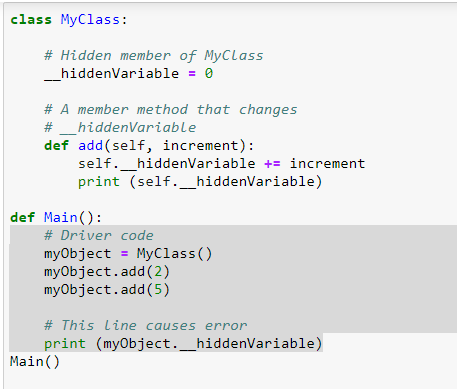 class MyClass:
    # Hidden member of MyClass
    __hiddenVariable = 0
    # A member method that changes
    # __hiddenVariable
    def add(self, increment):
        self.__hiddenVariable += increment
        print (self.__hiddenVariable)
def Main():
    # Driver code
    myObject = MyClass()
    myObject.add(2)
    myObject.add(5)
    # This line causes error
    print (myObject.__hiddenVariable)
Main()